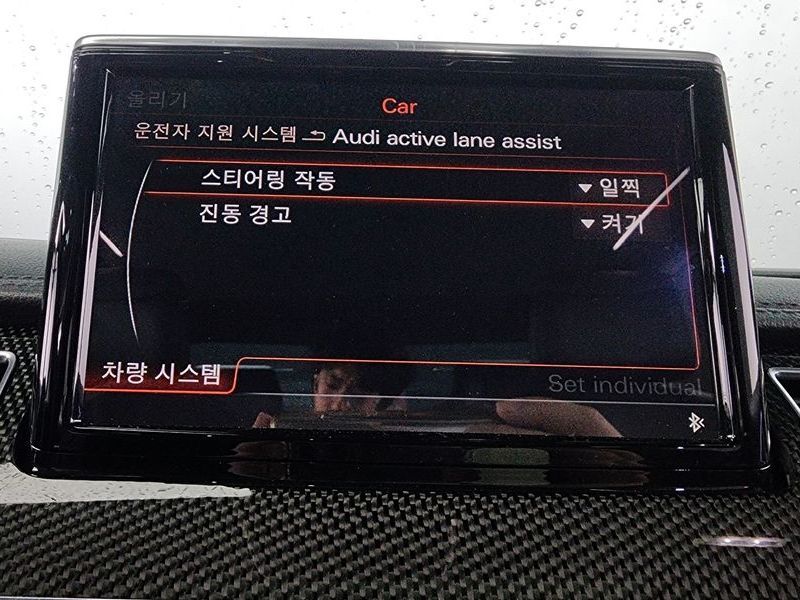 올리기
Car
운전자 지원 시스템 Audi active lane assist
스티어링 작동 일찍
진동 경고 켜기
차량 시스템
Set individual